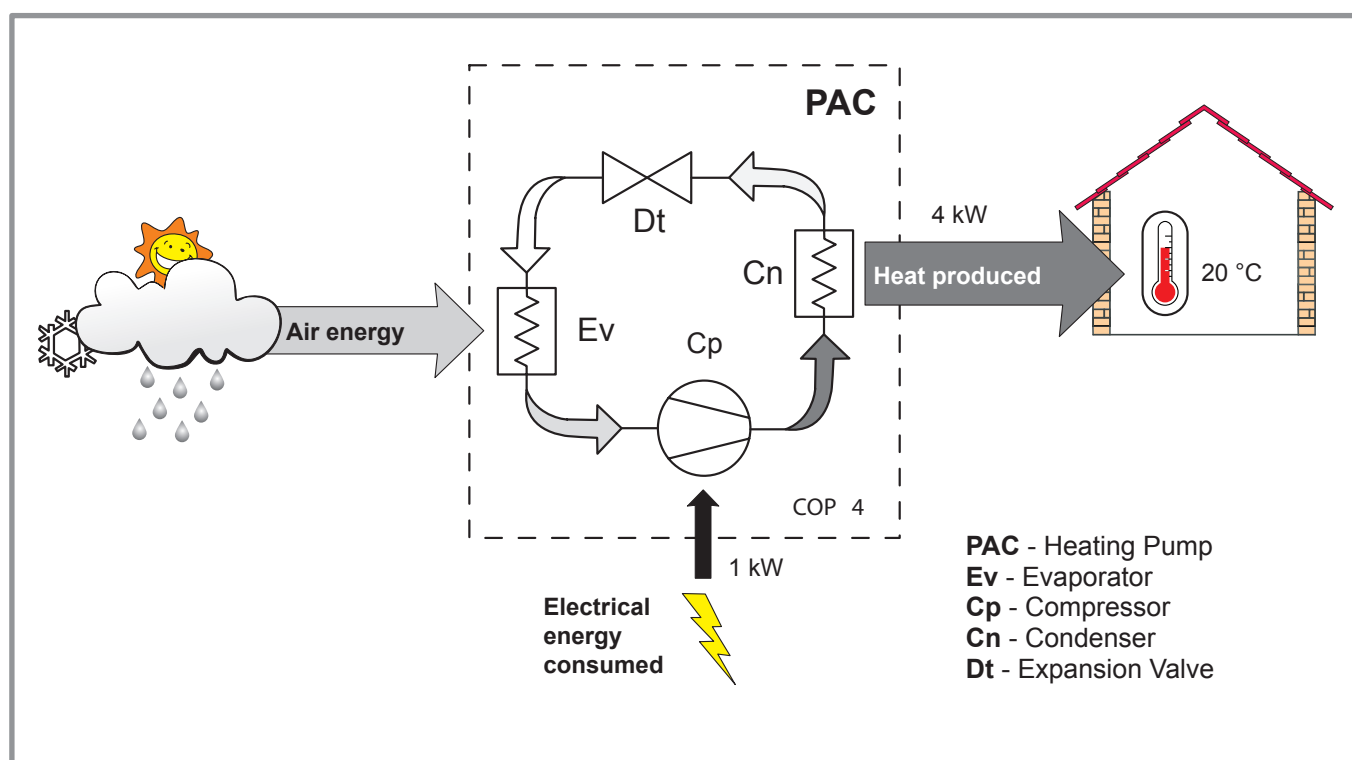 PAC
Dt
4 kW
Cn
Heat produced
20 °C
Air energy
Ev
Cp
COP 4
1 kW
Electrical
energy
consumed
PAC - Heating Pump
Ev - Evaporator
Cp - Compressor
Cn - Condenser
Dt - Expansion Valve